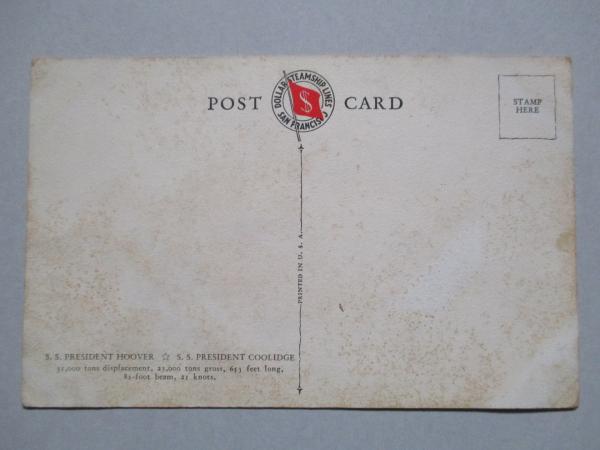 POST CARD
DOLLAR STEAMSHIP LINES
SAN FRANCISCO
$
STAMP
HERE
PRINTED IN U. S. A.
S. S. PRESIDENT HOOVER ☆ S. S. PRESIDENT COOLIDGE
31,000 tons displacement, 23,000 tons gross, 653 feet long,
81-foot beam, 21 knots.